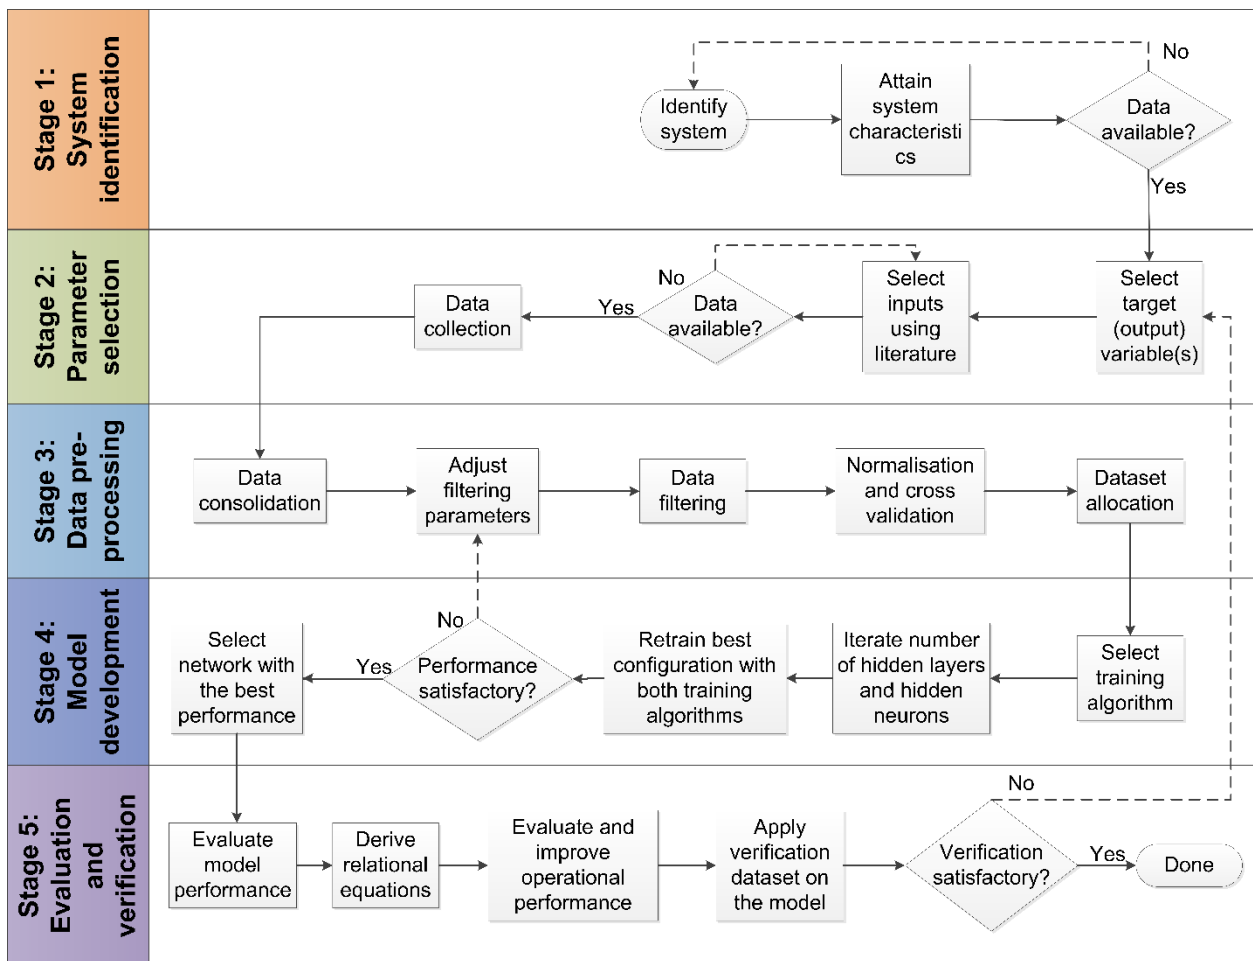 Stage 1:
System
identification
No
Identify
system
Attain
system
characteristi
cs
Data
available?
Yes
Stage 2:
Parameter
selection
Data
collection
Yes
No
Data
available?
Select
inputs
using
literature
Select
target
(output)
variable(s)
Stage 3:
Data pre-
processing
Data
consolidation
Adjust
filtering
parameters
Data
filtering
Normalisation
and cross
validation
Dataset
allocation
Stage 4:
Model
development
Select
network with
the best
performance
Yes
No
Performance
satisfactory?
Retrain best
configuration with
both training
algorithms
Iterate number
of hidden layers
and hidden
neurons
Select
training
algorithm
Stage 5:
Evaluation
and
verification
Evaluate
model
performance
Derive
relational
equations
Evaluate and
improve
operational
performance
Apply
verification
dataset on
the model
No
Verification
satisfactory?
Yes
Done